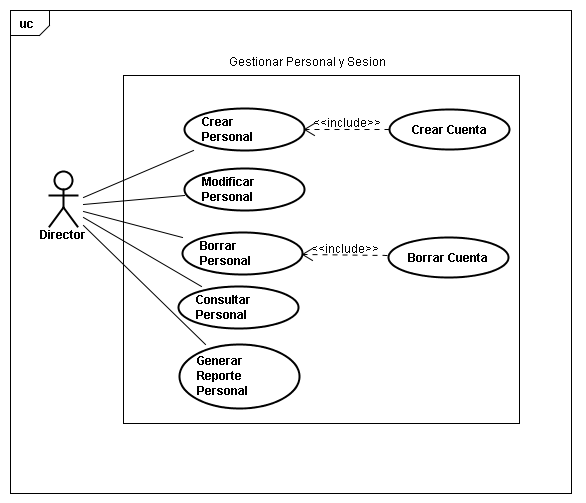 uc
Gestionar Personal y Sesion
Crear
Personal
<<include>>
Crear Cuenta
Modificar
Personal
Director
Borrar
Personal
<<include>>
Borrar Cuenta
Consultar
Personal
Generar
Reporte
Personal